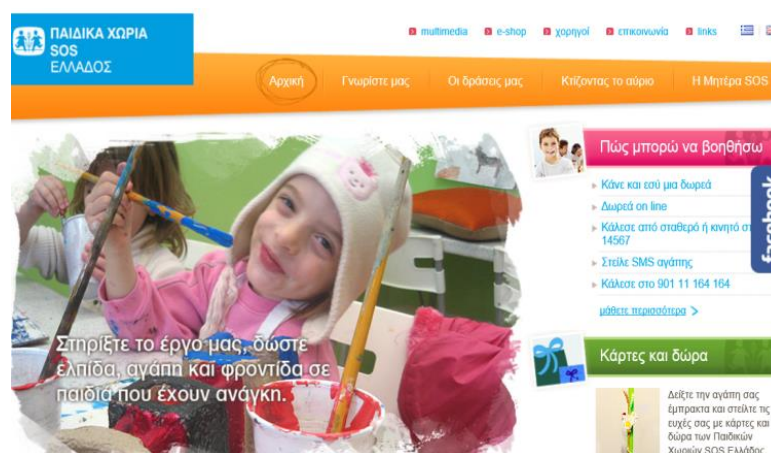 ΠΑΙΔΙΚΑ ΧΩΡΙΑ
SOS
ΕΛΛΑΔΟΣ
multimedia e-shop χορηγοί επικοινωνία links
Αρχική Γνωρίστε μας Οι δράσεις μας Κτίζοντας το αύριο Η Μητέρα SOS
Στηρίξτε το έργο μας, δώστε
ελπίδα, αγάπη και φροντίδα σε
παιδιά που έχουν ανάγκη.
Πώς μπορώ να βοηθήσω
Κάνε και εσύ μια δωρεά
Δωρεά on line
Κάλεσε από σταθερό ή κινητό
14567
Στείλε SMS αγάπης
Κάλεσε στο 901 11 164 164
μάθετε περισσότερα >
facebook
Κάρτες και δώρα
Δείξτε την αγάπη σας
έμπρακτα και στείλτε τις
ευχές σας με κάρτες και
δώρα των Παιδικών
Χωριών SOS Ελλάδος